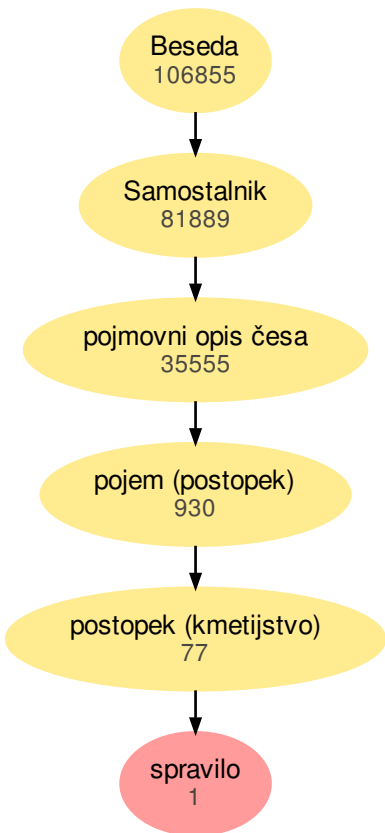 Beseda
106855
Samostalnik
81889
pojmovni opis česa
35555
pojem (postopek)
930
postopek (kmetijstvo)
77
spravilo
1